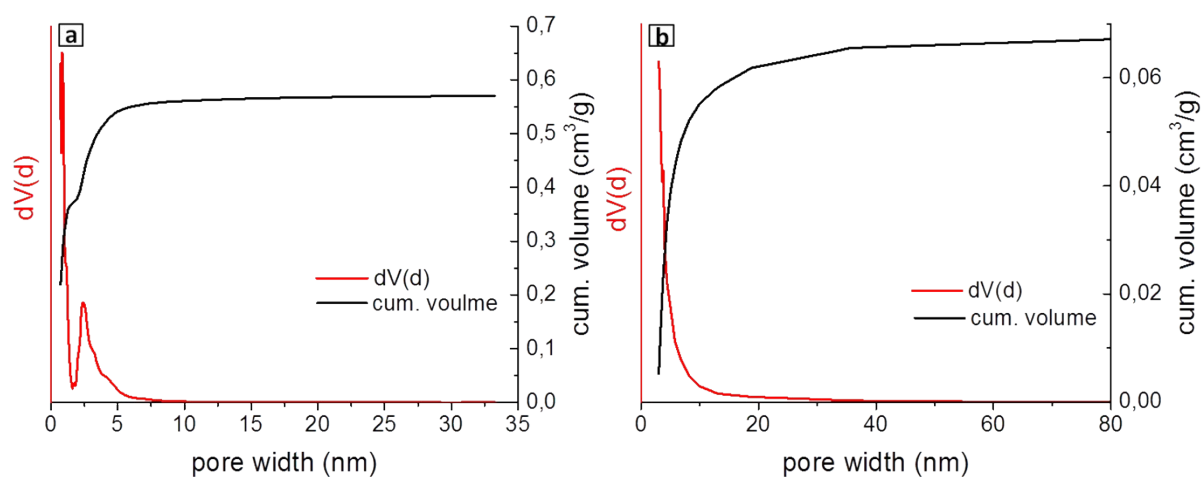 a
0,7
0,6
0,5
0,4
0,3
0,2
0,1
0,0
dV(d)
cum. volume (cm³/g)
dV(d)
cum. voulme
0 5 10 15 20 25 30 35
pore width (nm)
b
0,06
0,04
0,02
0,00
dV(d)
cum. volume (cm³/g)
dV(d)
cum. volume
0 20 40 60 80
pore width (nm)